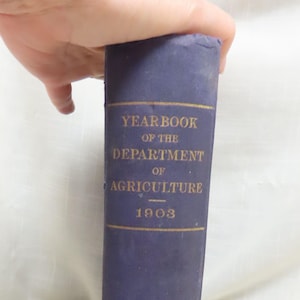 YEARBOOK
OF THE
DEPARTMENT
OF
AGRICULTURE
1903